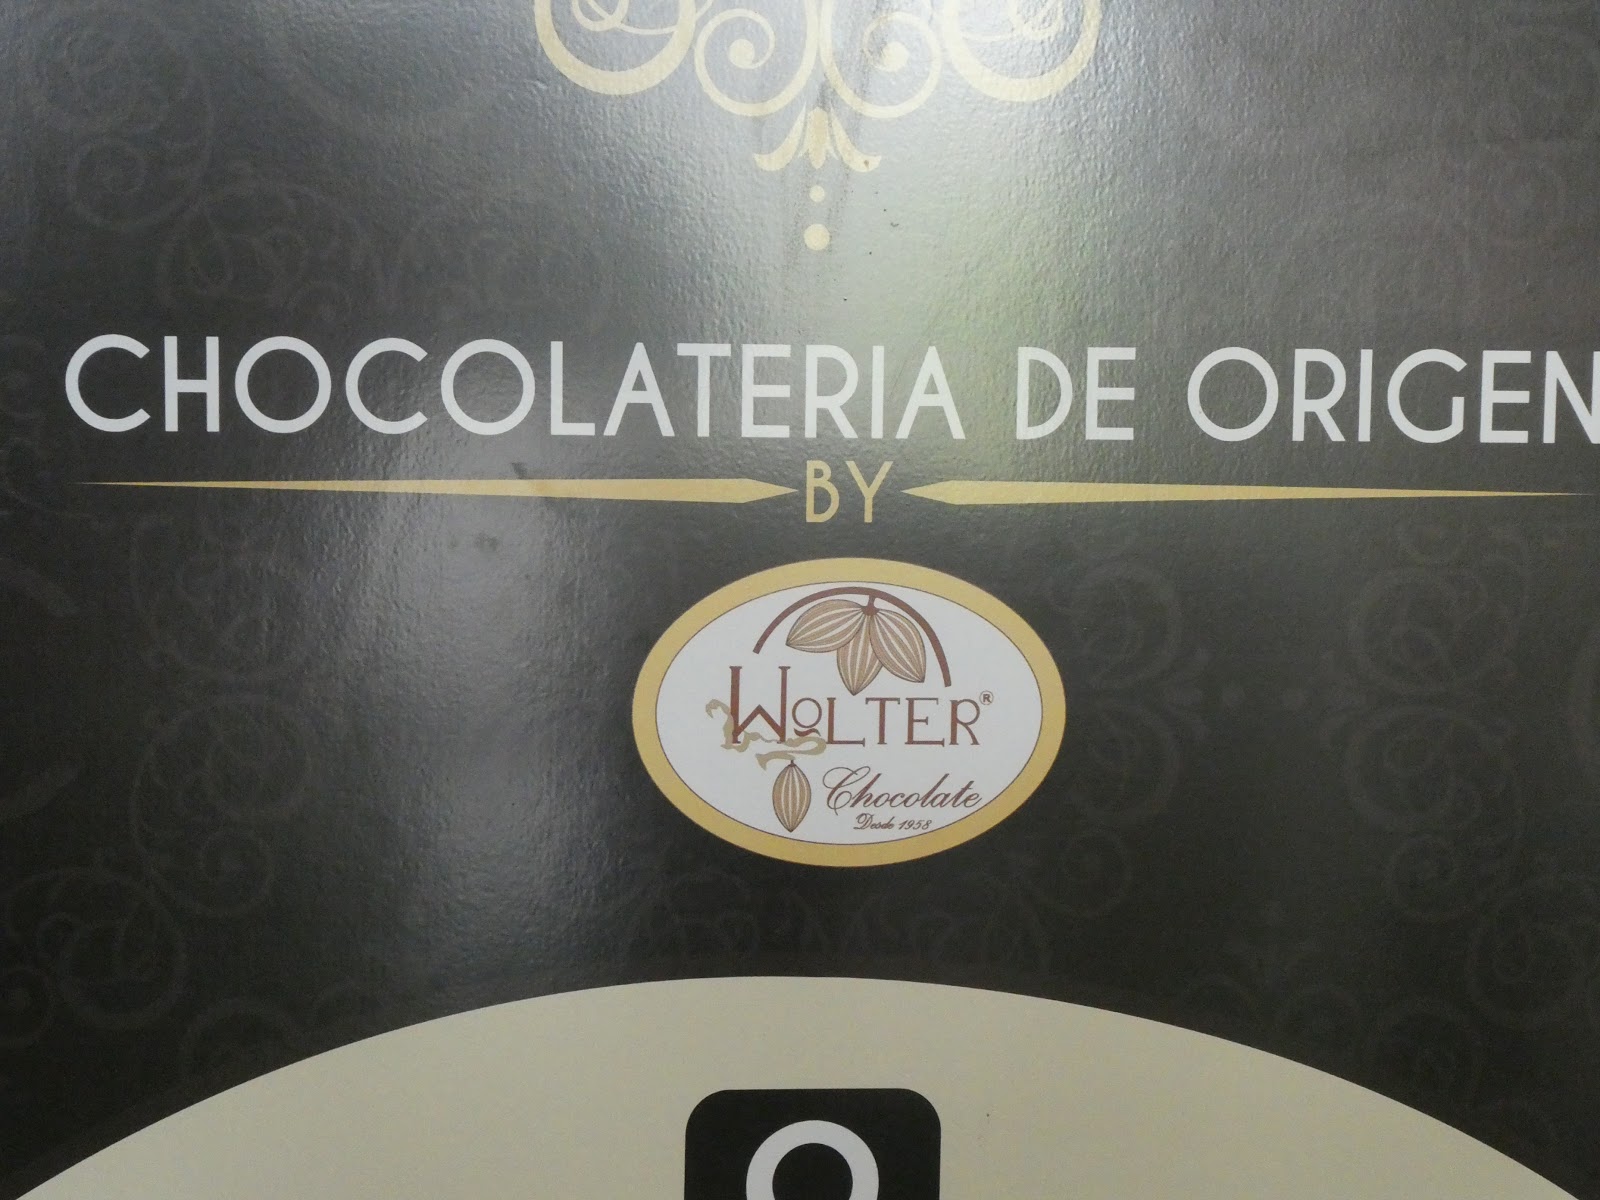 CHOCOLATERIA DE ORIGEN
BY
WOLTER®
Chocolate
Desde 1958